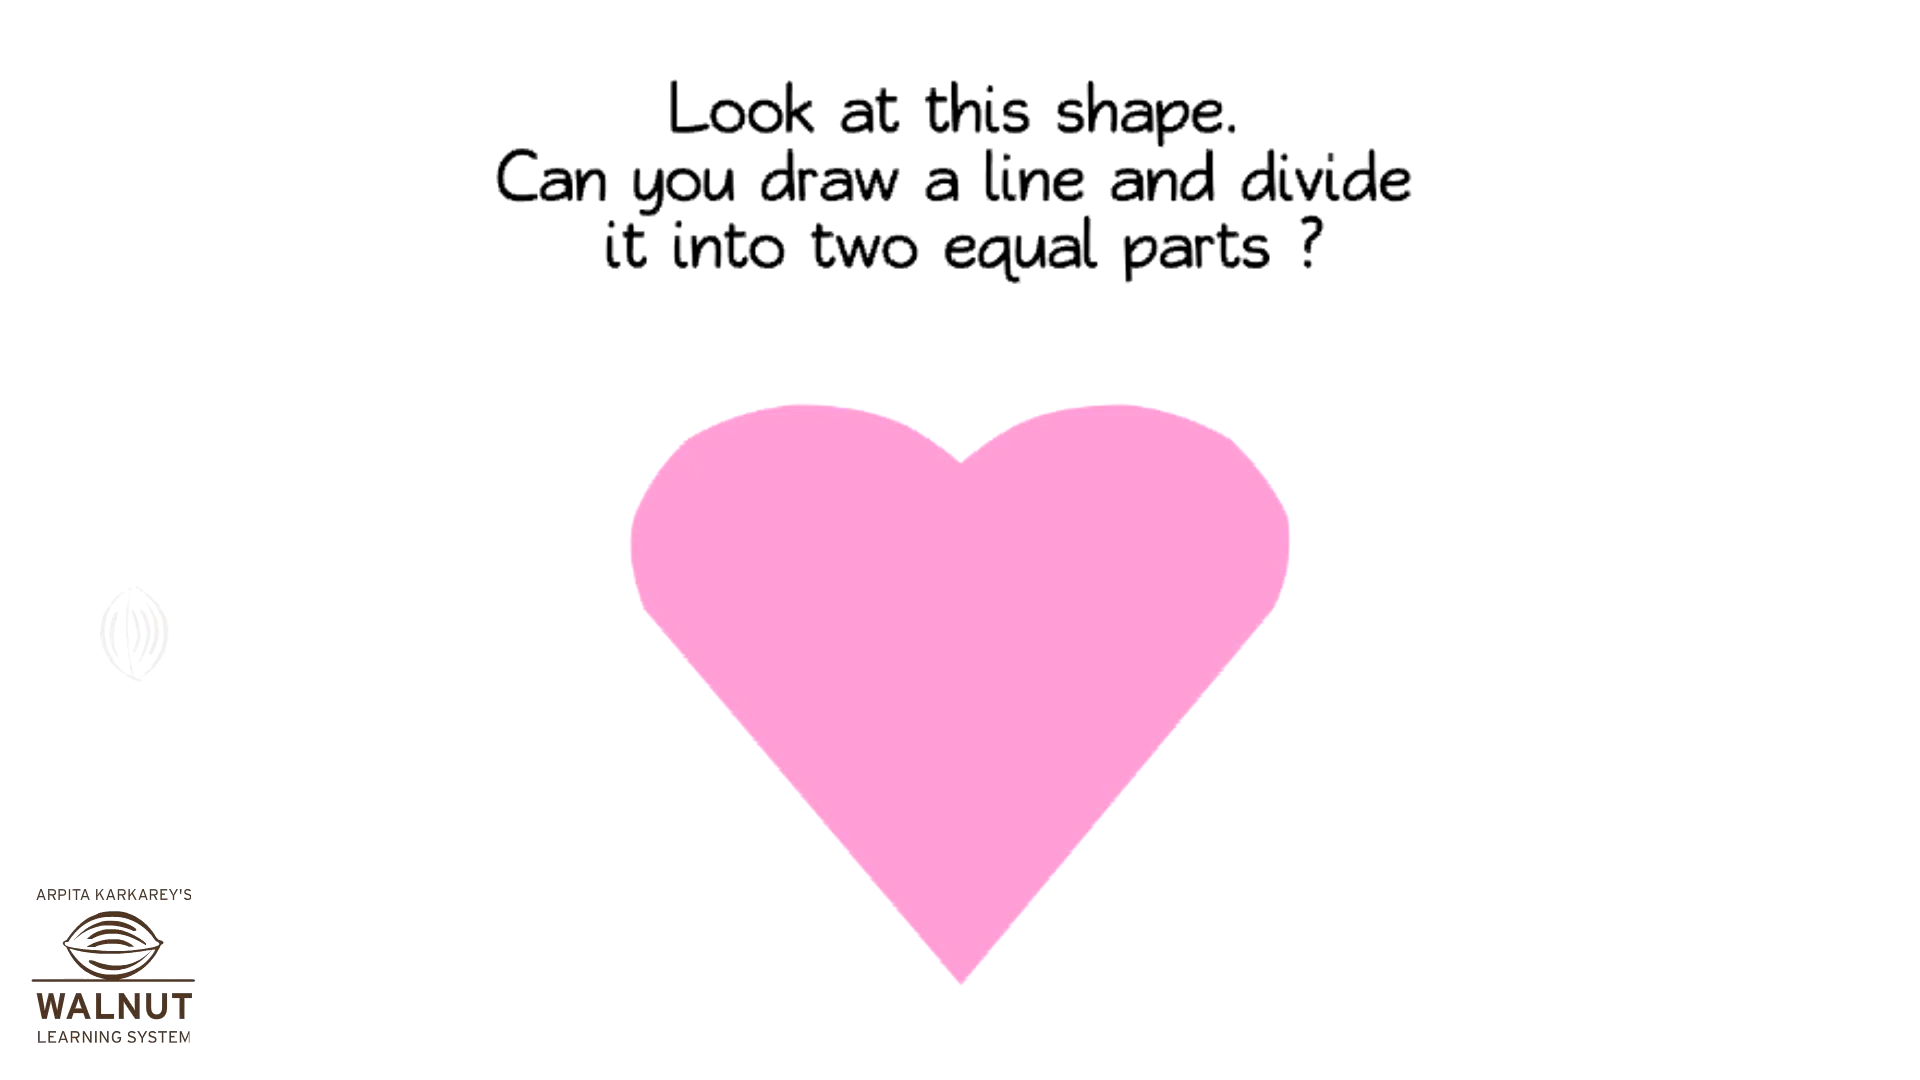 Look at this shape.
Can you draw a line and divide
it into two equal parts ?
ARPITA KARKAREY'S
WALNUT
LEARNING SYSTEM